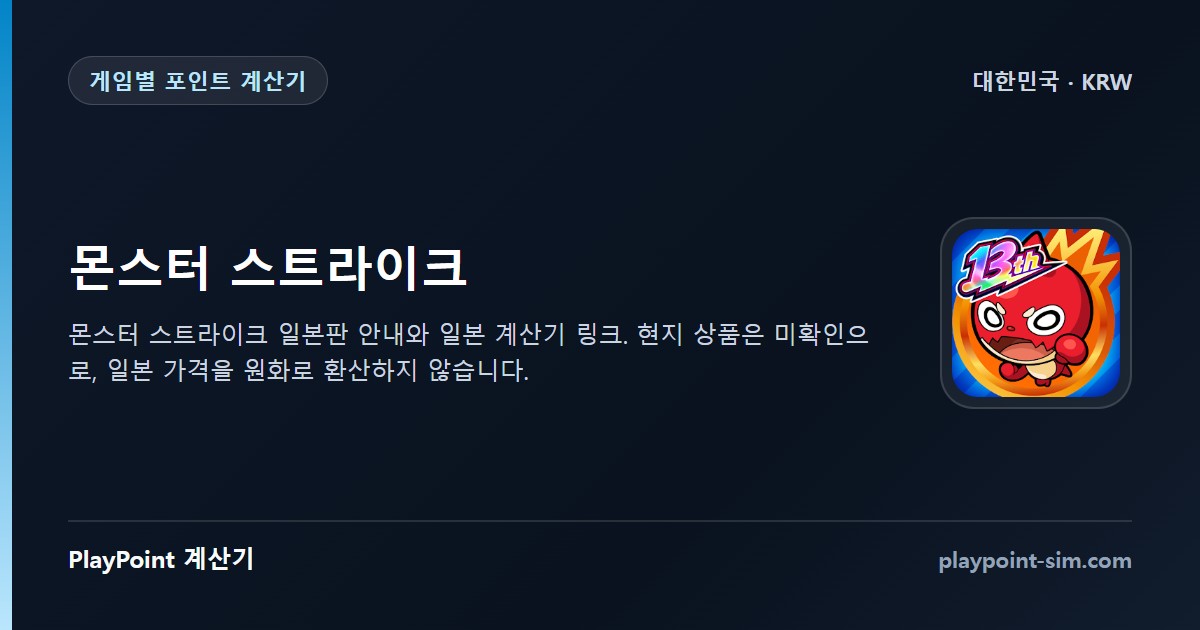 게임별 포인트 계산기
대한민국 · KRW
몬스터 스트라이크
몬스터 스트라이크 일본판 안내와 일본 계산기 링크. 현지 상품은 미확인으
로, 일본 가격을 원화로 환산하지 않습니다.
13th
PlayPoint 계산기
playpoint-sim.com